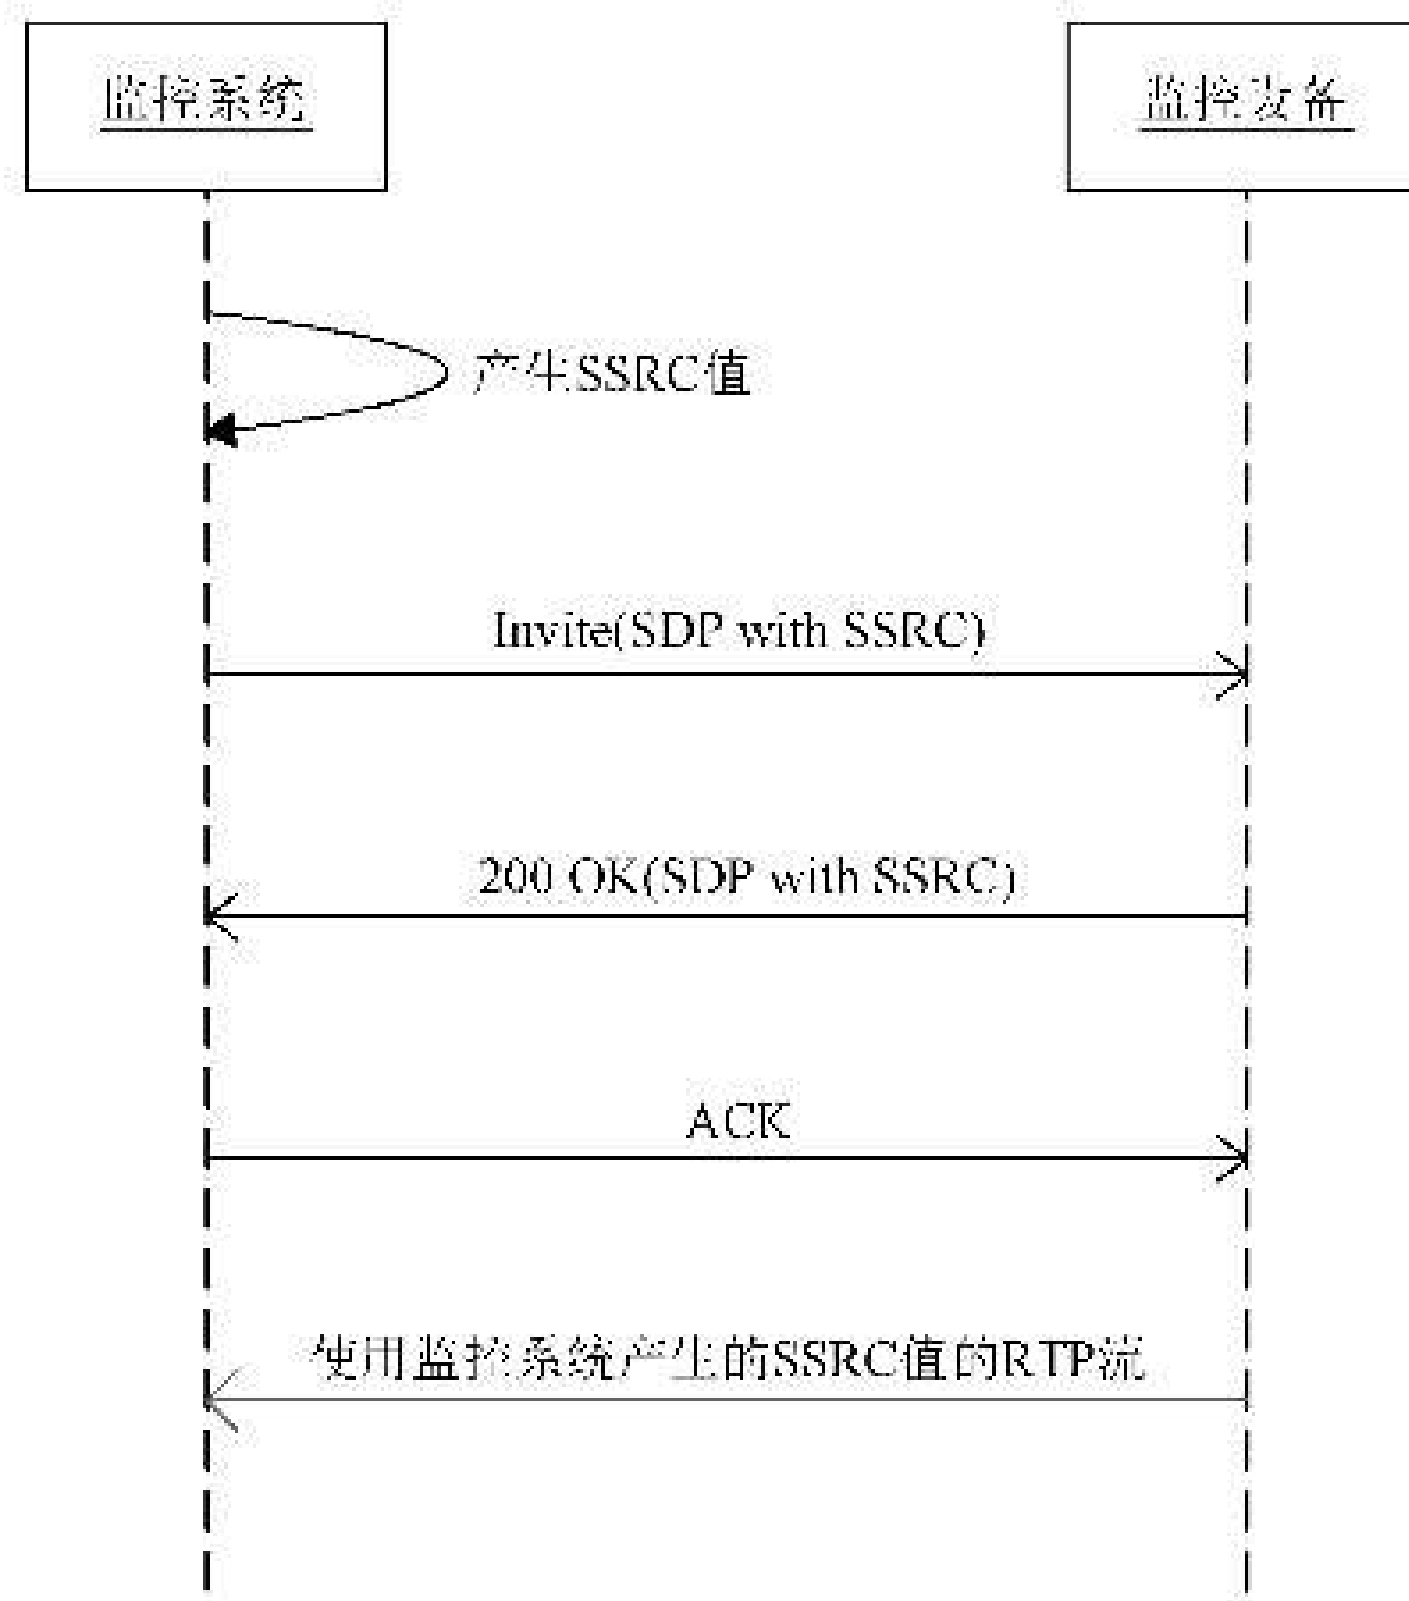 监控系统
监控设备
产生SSRC值
Invite(SDP with SSRC)
200 OK(SDP with SSRC)
ACK
使用监控系统产生的SSRC值的RTP流